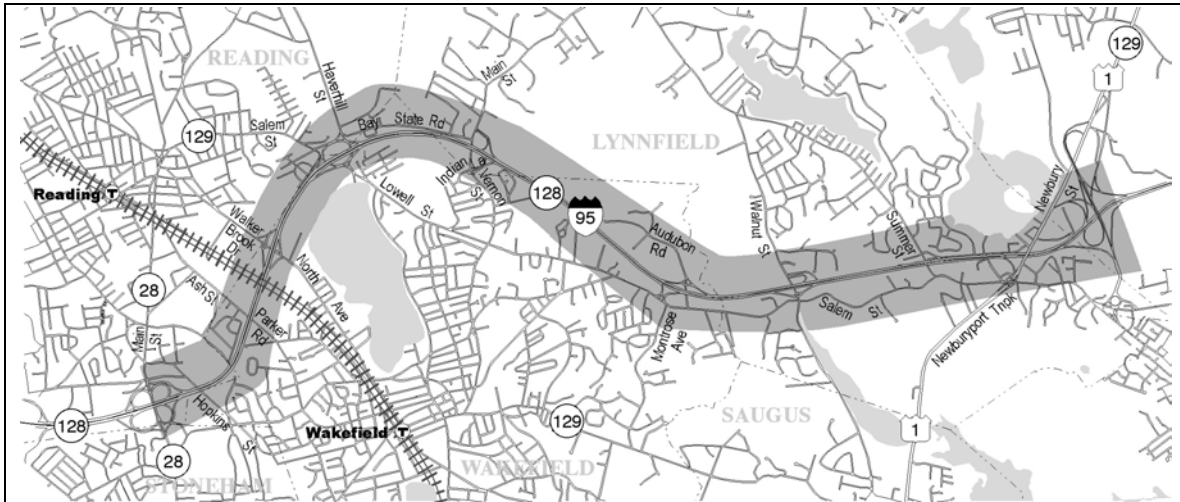 READING
129
1
Haverhill
St
Main
St
Bay State Rd
129
Salem
St
LYNNFIELD
Reading T
Indian La
Vernon
St
128
95
Newbury
St
Lowell St
Walker
Brook
Dr
Walnut St
Audubon
Rd
Summer
St
North Ave
28
Ash St
Parker
Rd
Main
St
Salem
St
Montrose
Ave
Newburyport Tnpk
Hopkins
St
SAUGUS
128
Wakefield T
129
1
28
WAKEFIELD
STONEHAM